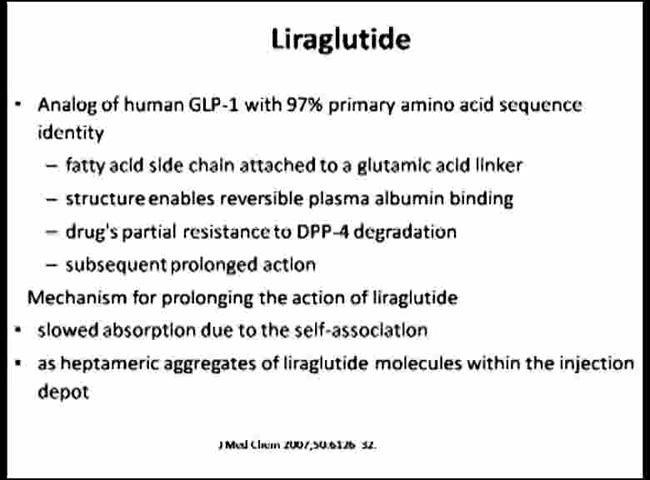 Liraglutide
• Analog of human GLP-1 with 97% primary amino acid sequence
identity
– fatty acid side chain attached to a glutamic acid linker
– structure enables reversible plasma albumin binding
– drug's partial resistance to DPP-4 degradation
– subsequent prolonged action
Mechanism for prolonging the action of liraglutide
• slowed absorption due to the self-association
• as heptameric aggregates of liraglutide molecules within the injection
depot
J Med Chem 2007,50:6126-32.